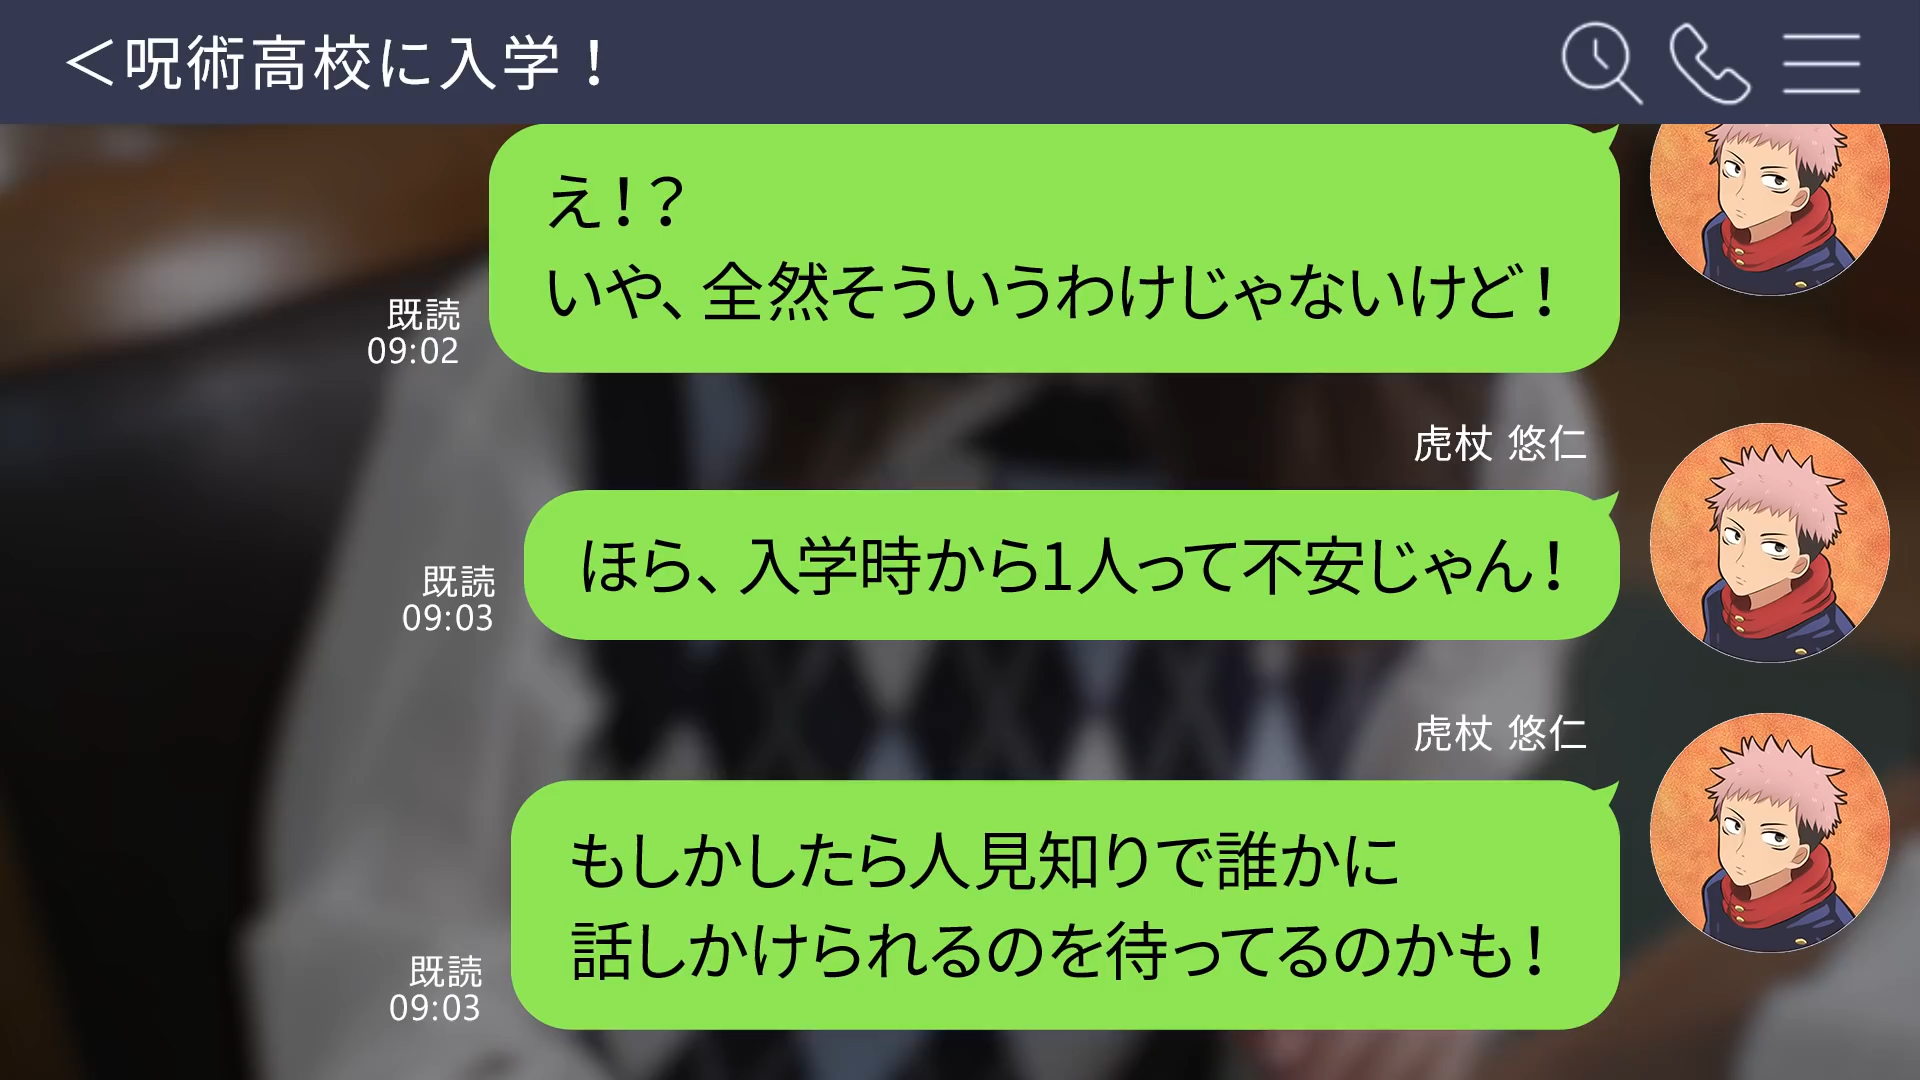 ＜呪術高校に入学！
え！？
いや、全然そういうわけじゃないけど！
既読
09:02
虎杖 悠仁
ほら、入学時から1人って不安じゃん！
既読
09:03
虎杖 悠仁
もしかしたら人見知りで誰かに
話しかけられるのを待ってるのかも！
既読
09:03